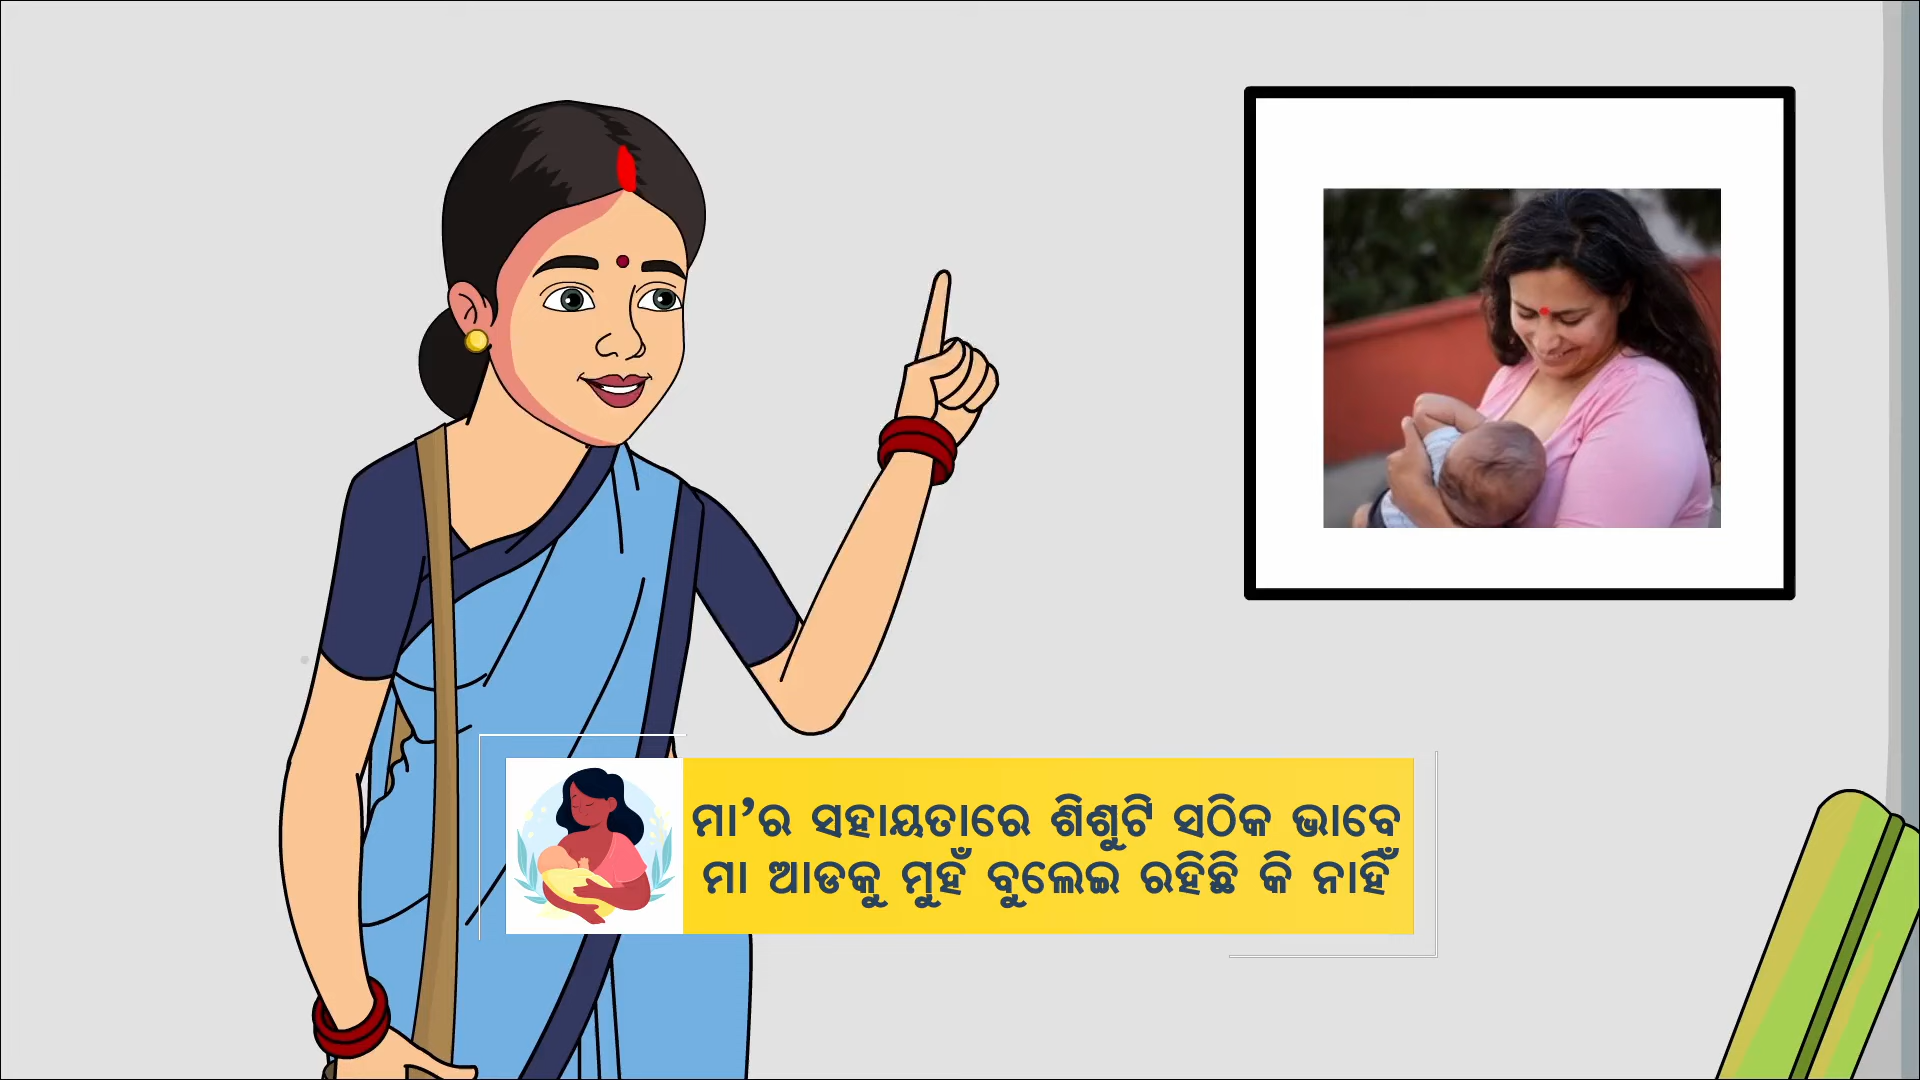 ମା’ର ସହାୟତାରେ ଶିଶୁଟି ସଠିକ ଭାବେ
ମା ଆଡକୁ ମୁହଁ ବୁଲେଇ ରହିଛି କି ନାହିଁ